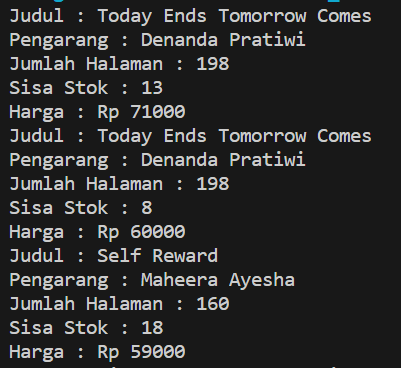 Judul : Today Ends Tomorrow Comes
Pengarang : Denanda Pratiwi
Jumlah Halaman : 198
Sisa Stok : 13
Harga : Rp 71000
Judul : Today Ends Tomorrow Comes
Pengarang : Denanda Pratiwi
Jumlah Halaman : 198
Sisa Stok : 8
Harga : Rp 60000
Judul : Self Reward
Pengarang : Maheera Ayesha
Jumlah Halaman : 160
Sisa Stok : 18
Harga : Rp 59000